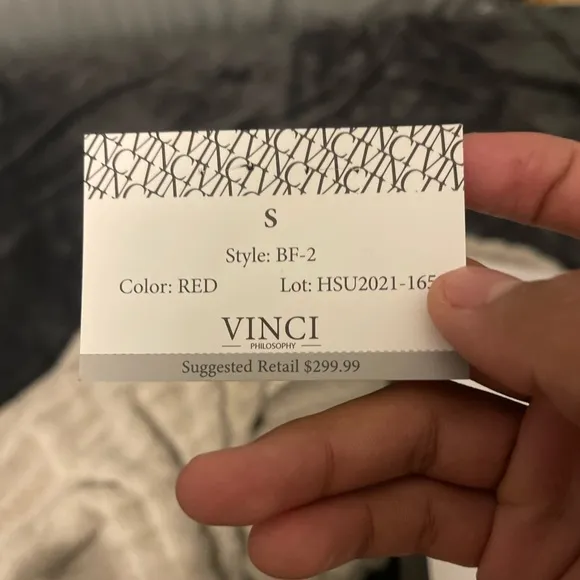 S
Style: BF-2
Color: RED Lot: HSU2021-165
VINCI
PHILOSOPHY
Suggested Retail $299.99